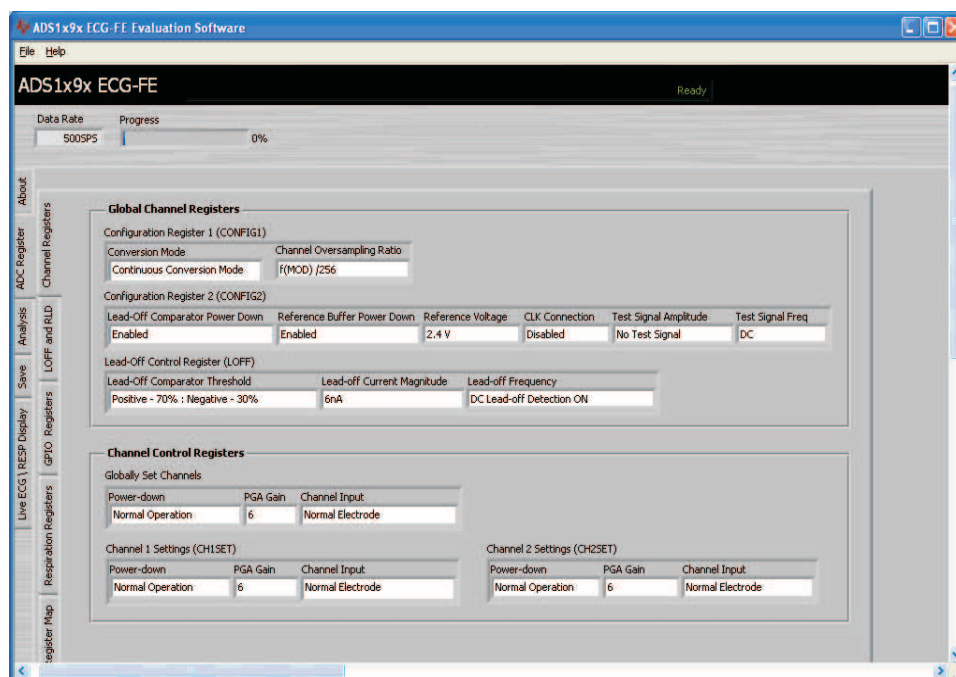 ADS1x9x ECG-FE Evaluation Software
File Help
ADS1x9x ECG-FE
Ready
Data Rate Progress
500SPS 0%
About
ADC Register
Analysis
Save
Live ECG \ RESP Display
Channel Registers
LOFF and RLD
GPIO Registers
Respiration Registers
Register Map
Global Channel Registers
Configuration Register 1 (CONFIG1)
Conversion Mode Channel Oversampling Ratio
Continuous Conversion Mode f(MOD) /256
Configuration Register 2 (CONFIG2)
Lead-Off Comparator Power Down Reference Buffer Power Down Reference Voltage CLK Connection Test Signal Amplitude Test Signal Freq
Enabled Enabled 2.4 V Disabled No Test Signal DC
Lead-Off Control Register (LOFF)
Lead-Off Comparator Threshold Lead-off Current Magnitude Lead-off Frequency
Positive - 70% : Negative - 30% 6nA DC Lead-off Detection ON
Channel Control Registers
Globally Set Channels
Power-down PGA Gain Channel Input
Normal Operation 6 Normal Electrode
Channel 1 Settings (CH1SET) Channel 2 Settings (CH2SET)
Power-down PGA Gain Channel Input Power-down PGA Gain Channel Input
Normal Operation 6 Normal Electrode Normal Operation 6 Normal Electrode